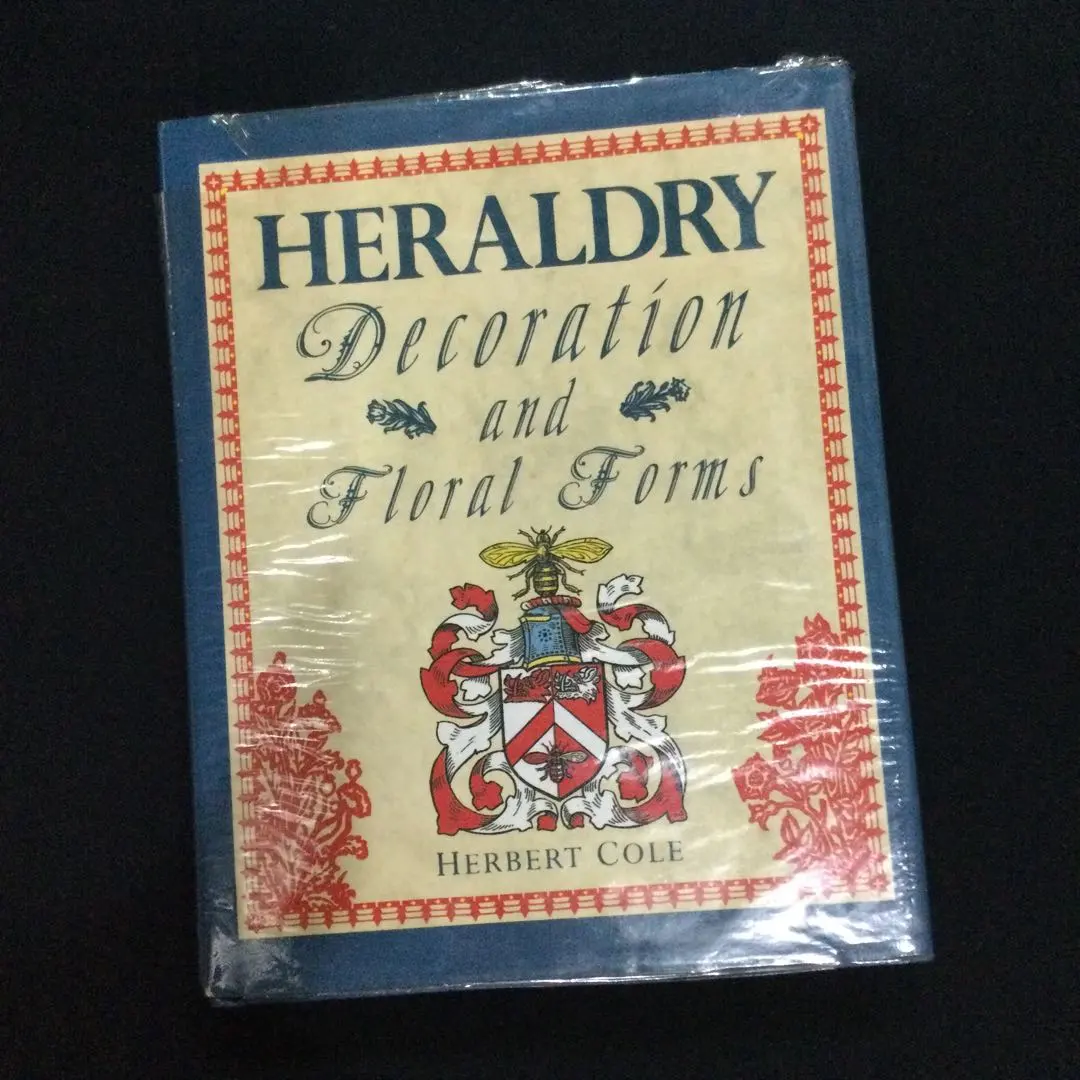 HERALDRY
Decoration
and
Floral Forms
HERBERT COLE